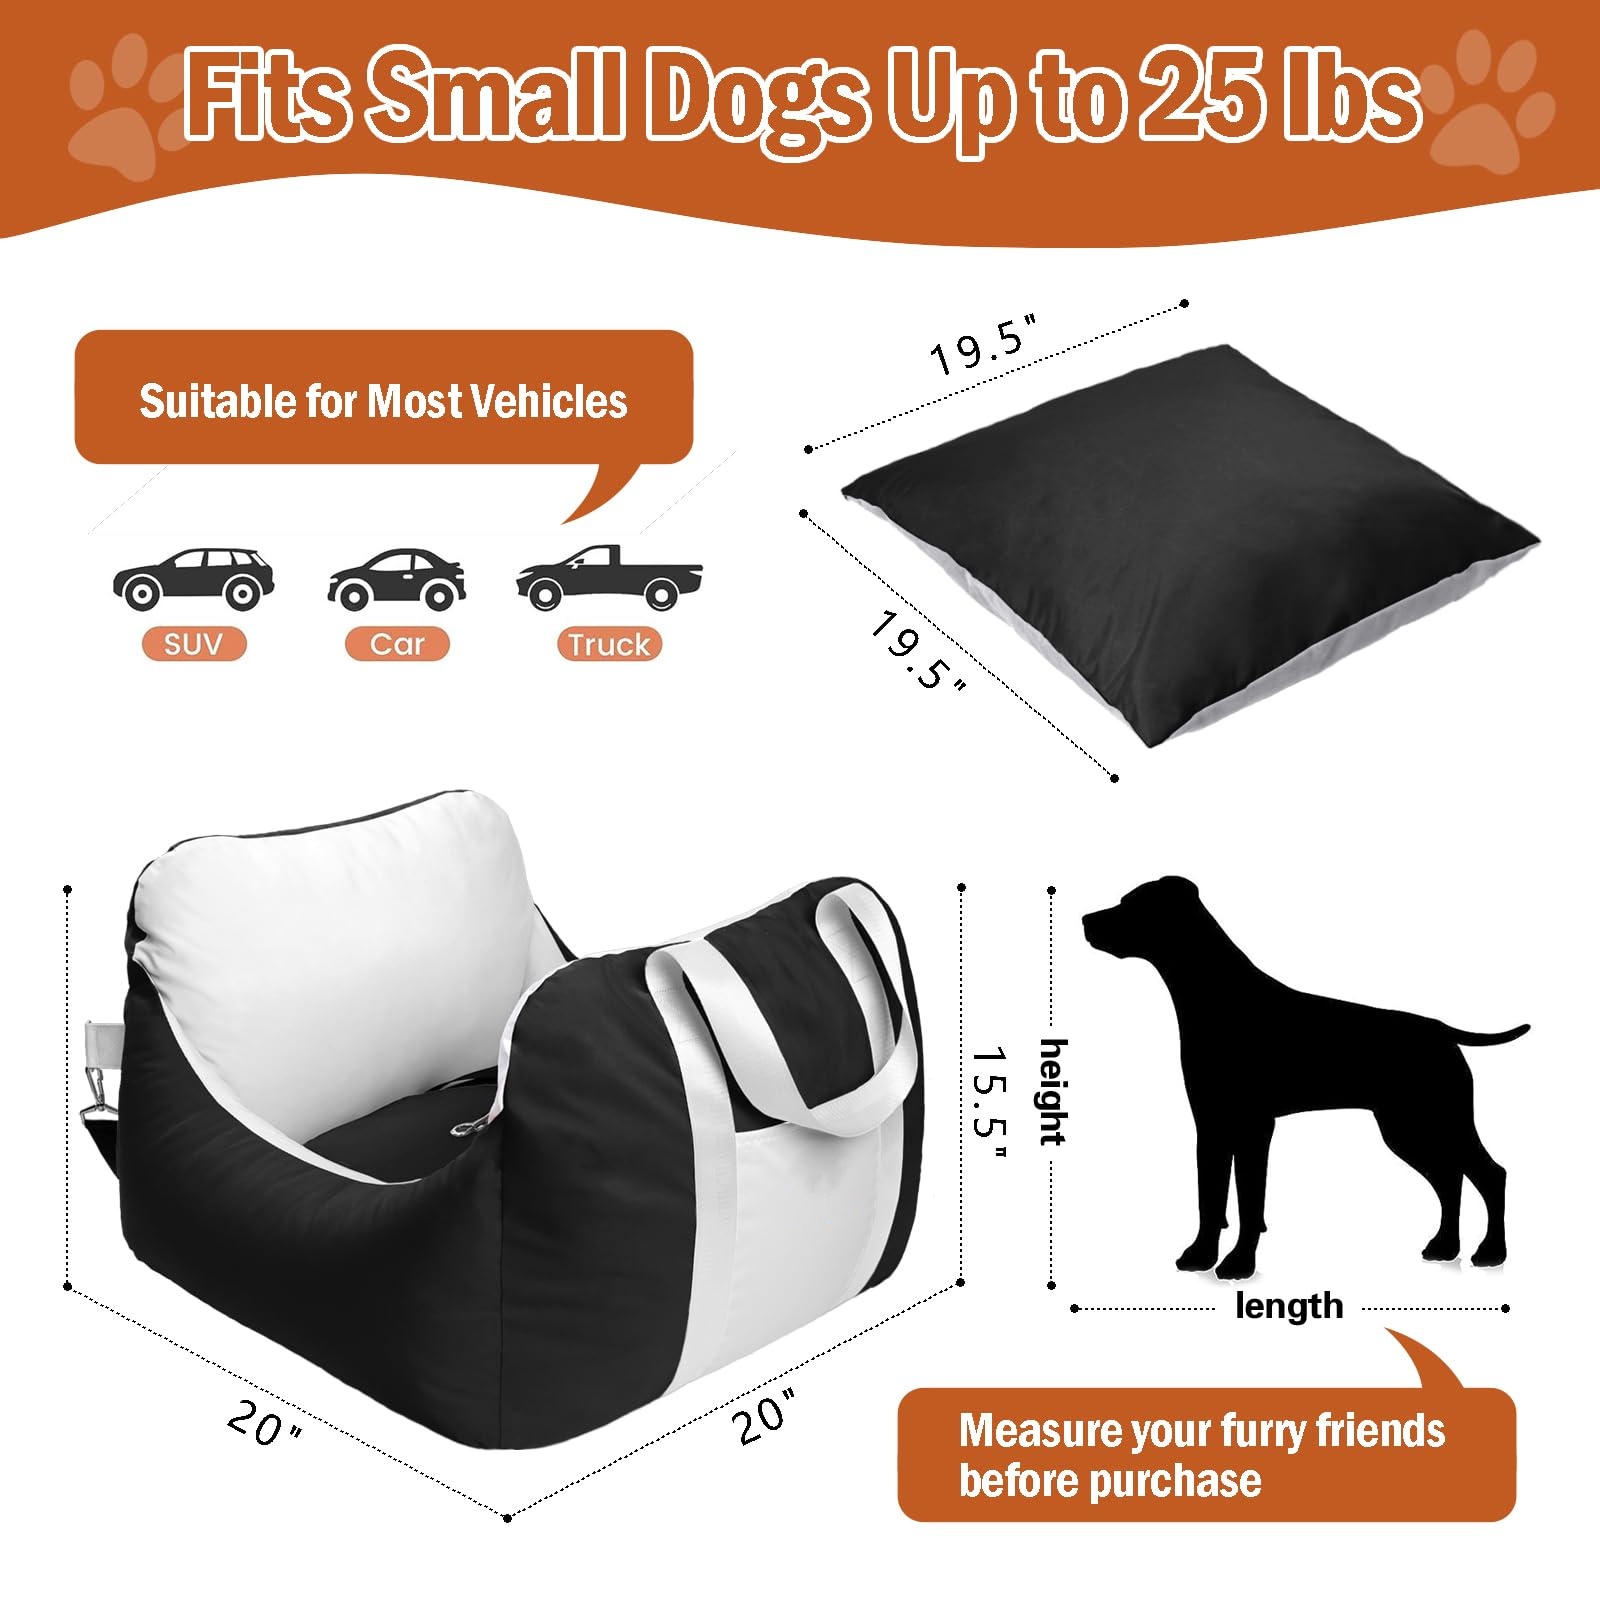 Fits Small Dogs Up to 25 lbs
Suitable for Most Vehicles
SUV
Car
Truck
19.5"
19.5"
15.5"
20"
20"
height
length
Measure your furry friends
before purchase